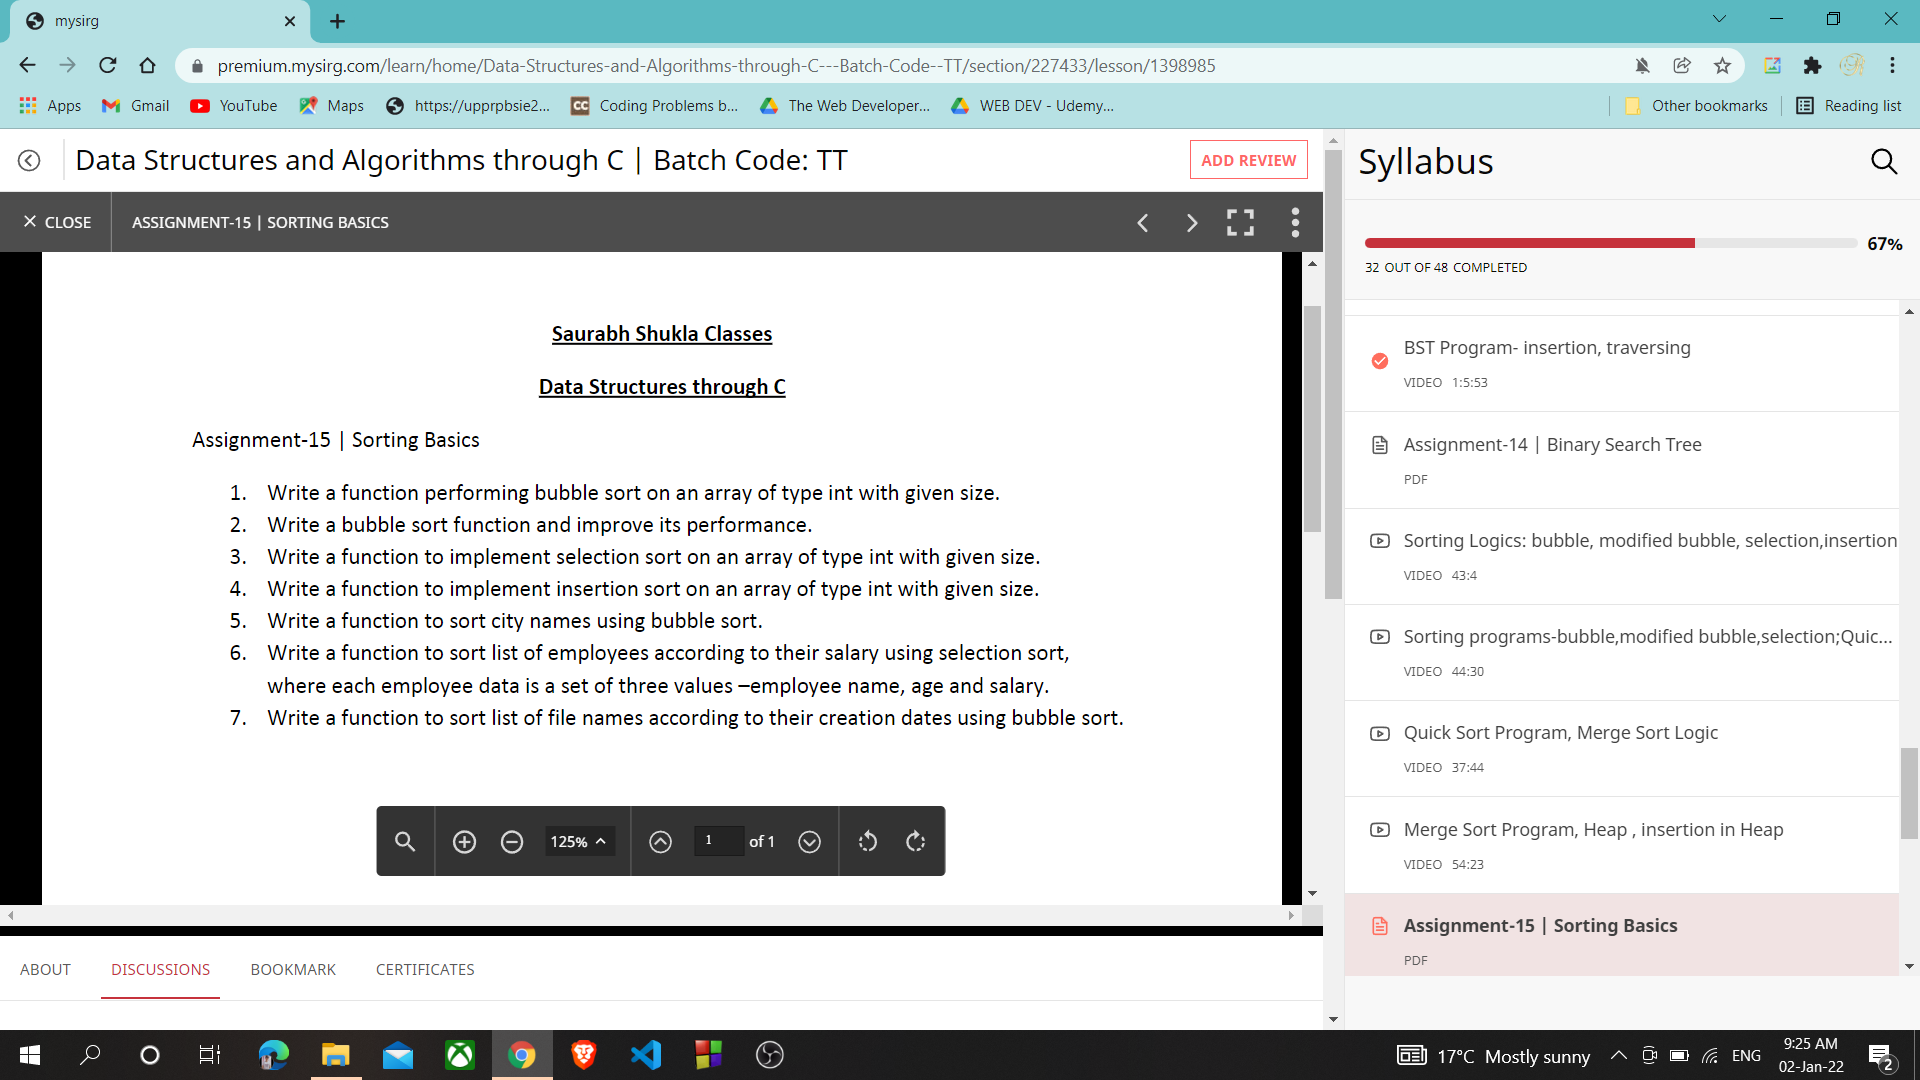 mysirg
premium.mysirg.com/learn/home/Data-Structures-and-Algorithms-through-C---Batch-Code--TT/section/227433/lesson/1398985
Apps Gmail YouTube Maps https://upprpbsie2... CC Coding Problems b... The Web Developer... WEB DEV - Udemy... Other bookmarks Reading list
Data Structures and Algorithms through C | Batch Code: TT ADD REVIEW
CLOSE ASSIGNMENT-15 | SORTING BASICS
Saurabh Shukla Classes
Data Structures through C
Assignment-15 | Sorting Basics
1. Write a function performing bubble sort on an array of type int with given size.
2. Write a bubble sort function and improve its performance.
3. Write a function to implement selection sort on an array of type int with given size.
4. Write a function to implement insertion sort on an array of type int with given size.
5. Write a function to sort city names using bubble sort.
6. Write a function to sort list of employees according to their salary using selection sort,
where each employee data is a set of three values –employee name, age and salary.
7. Write a function to sort list of file names according to their creation dates using bubble sort.
125% 1 of 1
ABOUT DISCUSSIONS BOOKMARK CERTIFICATES
Syllabus
67%
32 OUT OF 48 COMPLETED
BST Program- insertion, traversing
VIDEO 1:5:53
Assignment-14 | Binary Search Tree
PDF
Sorting Logics: bubble, modified bubble, selection,insertion
VIDEO 43:4
Sorting programs-bubble,modified bubble,selection;Quic...
VIDEO 44:30
Quick Sort Program, Merge Sort Logic
VIDEO 37:44
Merge Sort Program, Heap , insertion in Heap
VIDEO 54:23
Assignment-15 | Sorting Basics
PDF
17°C Mostly sunny ENG 9:25 AM
02-Jan-22 2